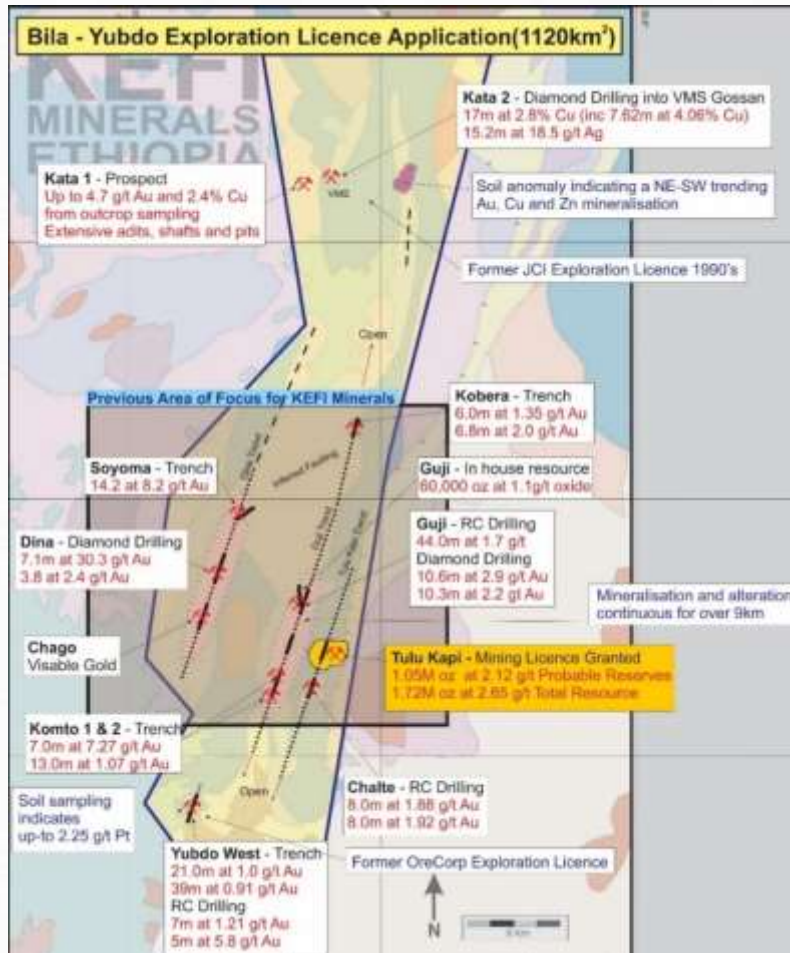 Bila - Yubdo Exploration Licence Application(1120km²)
KEFI
MINERALS
ETHIOPIA
Kata 2 - Diamond Drilling into VMS Gossan
17m at 2.8% Cu (inc 7.62m at 4.06% Cu)
15.2m at 18.5 g/t Ag
Kata 1 - Prospect
Up to 4.7 g/t Au and 2.4% Cu
from outcrop sampling
Extensive adits, shafts and pits
VMS
Soil anomaly indicating a NE-SW trending
Au, Cu and Zn mineralisation
Former JCI Exploration Licence 1990's
Open
Previous Area of Focus for KEFI Minerals
Kobera - Trench
6.0m at 1.35 g/t Au
6.8m at 2.0 g/t Au
Soyoma - Trench
14.2 at 8.2 g/t Au
Guji - In house resource
60,000 oz at 1.1g/t oxide
Guji - RC Drilling
44.0m at 1.7 g/t
Diamond Drilling
10.6m at 2.9 g/t Au
10.3m at 2.2 gt Au
Dina - Diamond Drilling
7.1m at 30.3 g/t Au
3.8 at 2.4 g/t Au
Dina Trend
Inferred Faulting
Guji Trend
Tulu Kapi Trend
Mineralisation and alteration
continuous for over 9km
Chago
Visable Gold
Tulu Kapi - Mining Licence Granted
1.05M oz at 2.12 g/t Probable Reserves
1.72M oz at 2.65 g/t Total Resource
Komto 1 & 2 - Trench
7.0m at 7.27 g/t Au
13.0m at 1.07 g/t Au
Open
Chalte - RC Drilling
8.0m at 1.88 g/t Au
8.0m at 1.92 g/t Au
Soil sampling
indicates
up-to 2.25 g/t Pt
Yubdo West - Trench
21.0m at 1.0 g/t Au
39m at 0.91 g/t Au
RC Drilling
7m at 1.21 g/t Au
5m at 5.8 g/t Au
Former OreCorp Exploration Licence
N